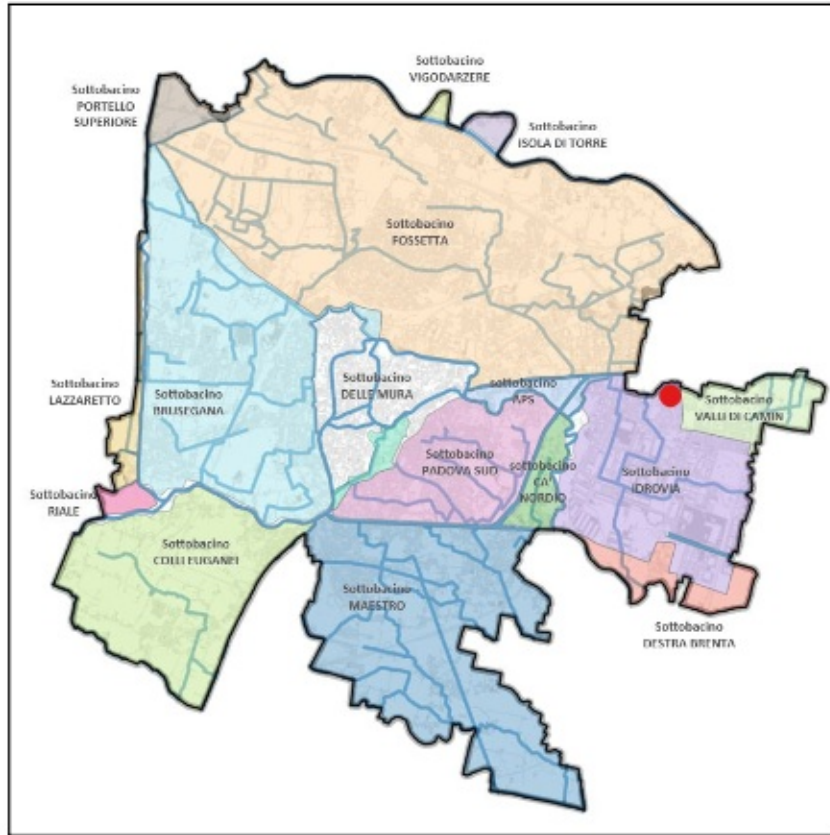 Sottobacino
VIGODARZERE
Sottobacino
PORTELLO
SUPERIORE
Sottobacino
ISOLA DI TORRE
Sottobacino
FOSSETTA
Sottobacino
LAZZARETTO
Sottobacino
BRUSEGANA
Sottobacino
DELLE MURA
sottobacino
APS
Sottobacino
VALLI DI CAMIN
Sottobacino
PADOVA SUD
sottobacino
CA'
NORDIO
Sottobacino
IDROVIA
Sottobacino
RIALE
Sottobacino
COLLI EUGANEI
Sottobacino
MAESTRO
Sottobacino
DESTRA BRENTA